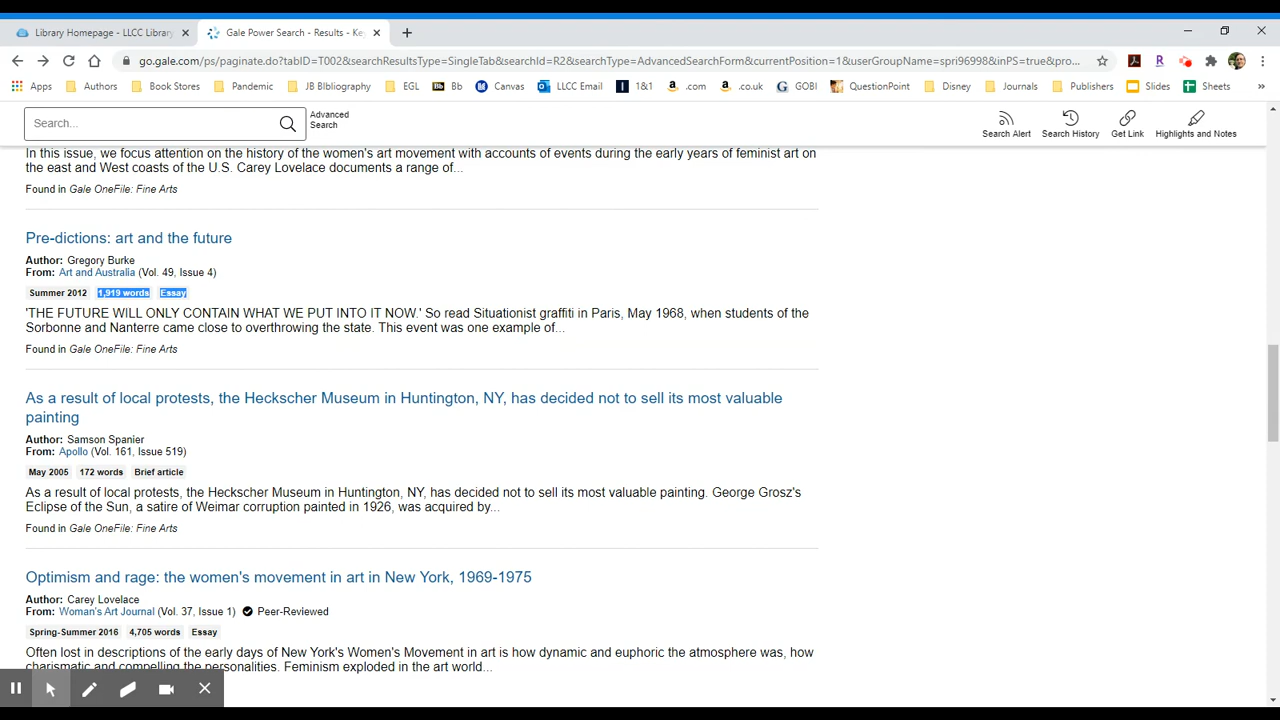 Library Homepage - LLCC Library
Gale Power Search - Results - Ke
go.gale.com/ps/paginate.do?tabID=T002&searchResultsType=SingleTab&searchId=R2&searchType=AdvancedSearchForm&currentPosition=1&userGroupName=spri96998&inPS=true&pro...
Apps Authors Book Stores Pandemic JB BIbliography EGL Bb Bb Canvas LLCC Email 1&1 .com .co.uk GOBI QuestionPoint Disney Journals Publishers Slides Sheets »
Search...
Advanced
Search
Search Alert Search History Get Link Highlights and Notes
In this issue, we focus attention on the history of the women's art movement with accounts of events during the early years of feminist art on
the east and West coasts of the U.S. Carey Lovelace documents a range of...
Found in Gale OneFile: Fine Arts
Pre-dictions: art and the future
Author: Gregory Burke
From: Art and Australia (Vol. 49, Issue 4)
Summer 2012 1,919 words Essay
'THE FUTURE WILL ONLY CONTAIN WHAT WE PUT INTO IT NOW.' So read Situationist graffiti in Paris, May 1968, when students of the
Sorbonne and Nanterre came close to overthrowing the state. This event was one example of...
Found in Gale OneFile: Fine Arts
As a result of local protests, the Heckscher Museum in Huntington, NY, has decided not to sell its most valuable
painting
Author: Samson Spanier
From: Apollo (Vol. 161, Issue 519)
May 2005 172 words Brief article
As a result of local protests, the Heckscher Museum in Huntington, NY, has decided not to sell its most valuable painting. George Grosz's
Eclipse of the Sun, a satire of Weimar corruption painted in 1926, was acquired by...
Found in Gale OneFile: Fine Arts
Optimism and rage: the women's movement in art in New York, 1969-1975
Author: Carey Lovelace
From: Woman's Art Journal (Vol. 37, Issue 1) Peer-Reviewed
Spring-Summer 2016 4,705 words Essay
Often lost in descriptions of the early days of New York's Women's Movement in art is how dynamic and euphoric the atmosphere was, how
charismatic and compelling the personalities. Feminism exploded in the art world...